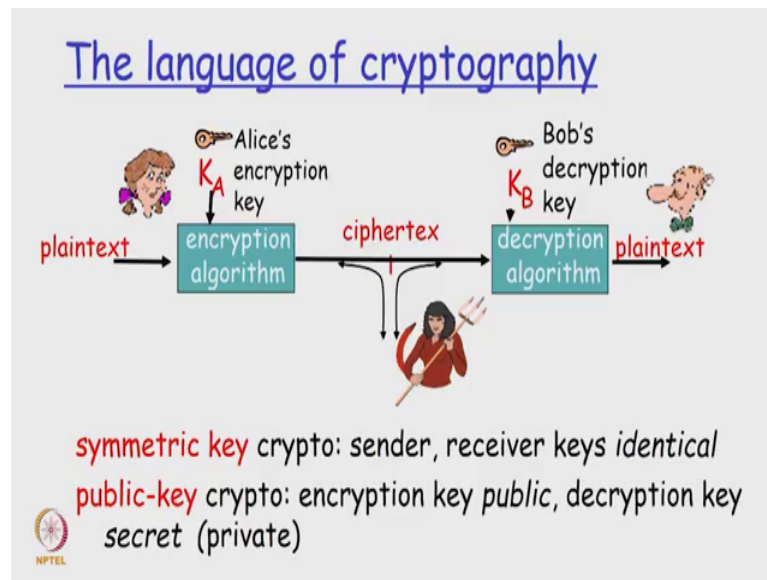 The language of cryptography
Alice's
K_A encryption
key
Bob's
K_B decryption
key
plaintext
encryption
algorithm
ciphertex
t
decryption
algorithm
plaintext
symmetric key crypto: sender, receiver keys identical
public-key crypto: encryption key public, decryption key
secret (private)
NPTEL